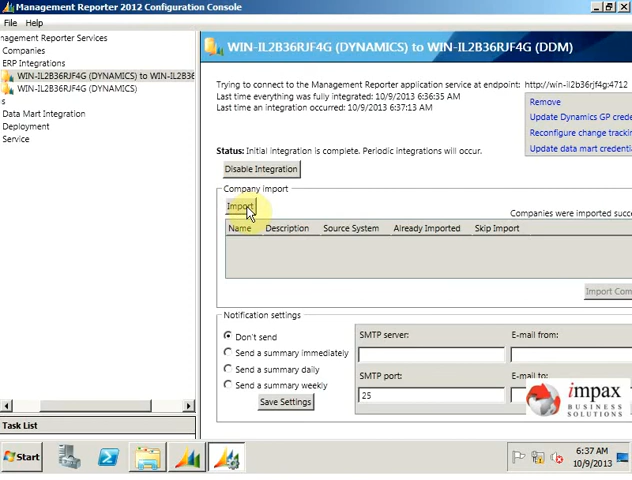 Management Reporter 2012 Configuration Console
File Help
anagement Reporter Services
Companies
ERP Integrations
WIN-IL2B36RJF4G (DYNAMICS) to WIN-IL2B36
WIN-IL2B36RJF4G (DYNAMICS)
s
Data Mart Integration
Deployment
Service
Task List
WIN-IL2B36RJF4G (DYNAMICS) to WIN-IL2B36RJF4G (DDM)
Trying to connect to the Management Reporter application service at endpoint: http://win-il2b36rjf4g:4712
Last time everything was fully integrated: 10/9/2013 6:36:35 AM
Last time an integration occurred: 10/9/2013 6:37:13 AM
Remove
Update Dynamics GP crede
Reconfigure change trackin
Update data mart credentia
Status: Initial integration is complete. Periodic integrations will occur.
Disable Integration
Company import
Import
Companies were imported succe
Name Description Source System Already Imported Skip Import
Import Com
Notification settings
Don't send
Send a summary immediately
Send a summary daily
Send a summary weekly
Save Settings
SMTP server: E-mail from:
SMTP port: E-mail to:
25
impax
BUSINESS
SOLUTIONS
Start
6:37 AM
10/9/2013